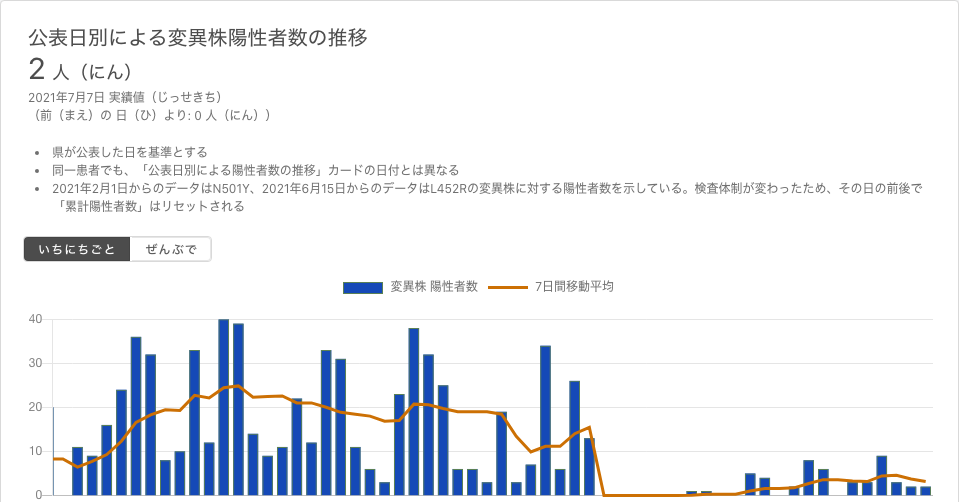 公表日別による変異株陽性者数の推移
2 人（にん）
2021年7月7日 実績値（じっせきち）
（前（まえ）の 日（ひ）より: 0 人（にん））
• 県が公表した日を基準とする
• 同一患者でも、「公表日別による陽性者数の推移」カードの日付とは異なる
• 2021年2月1日からのデータはN501Y、2021年6月15日からのデータはL452Rの変異株に対する陽性者数を示している。検査体制が変わったため、その日の前後で
「累計陽性者数」はリセットされる
いちにちごと ぜんぶで
変異株 陽性者数 7日間移動平均
40
30
20
10
0